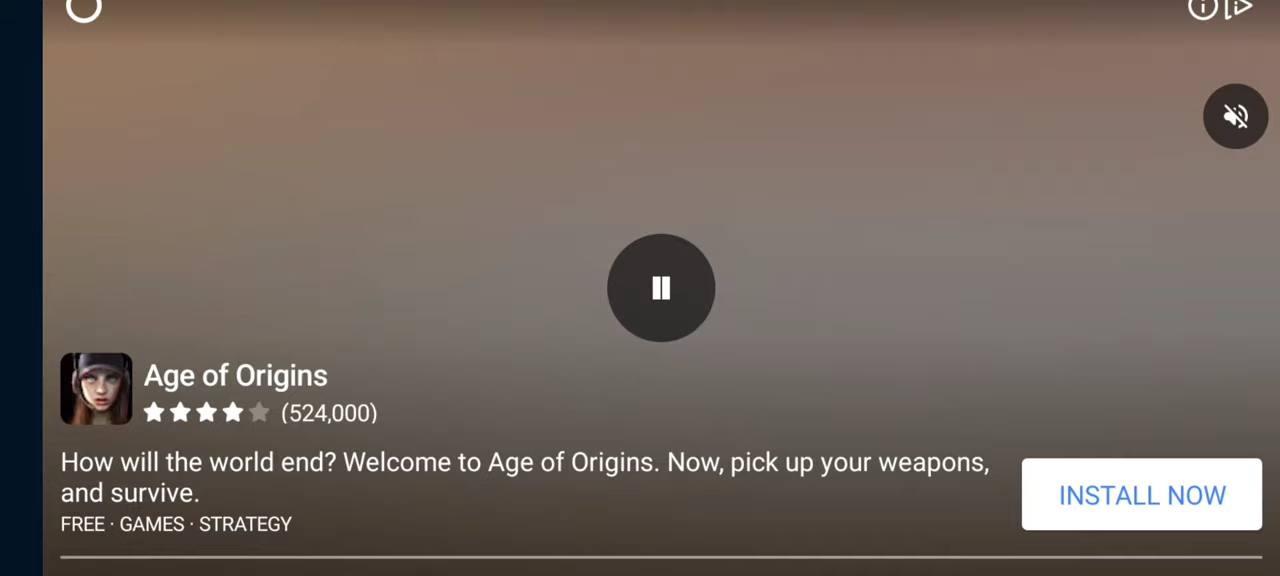 Age of Origins
(524,000)
How will the world end? Welcome to Age of Origins. Now, pick up your weapons,
and survive.
INSTALL NOW
FREE · GAMES · STRATEGY